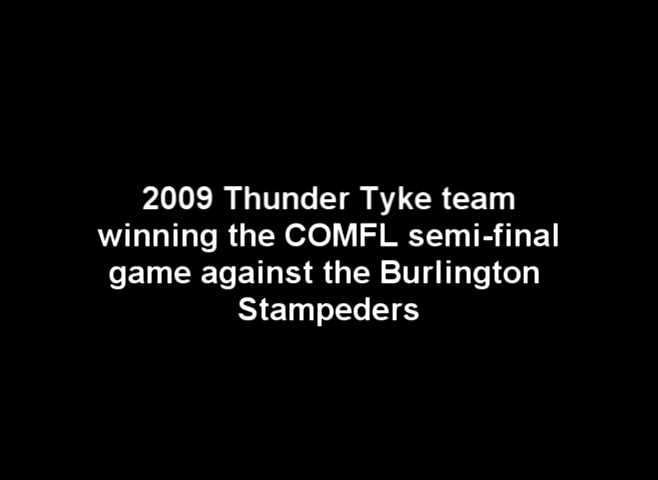 2009 Thunder Tyke team
winning the COMFL semi-final
game against the Burlington
Stampeders